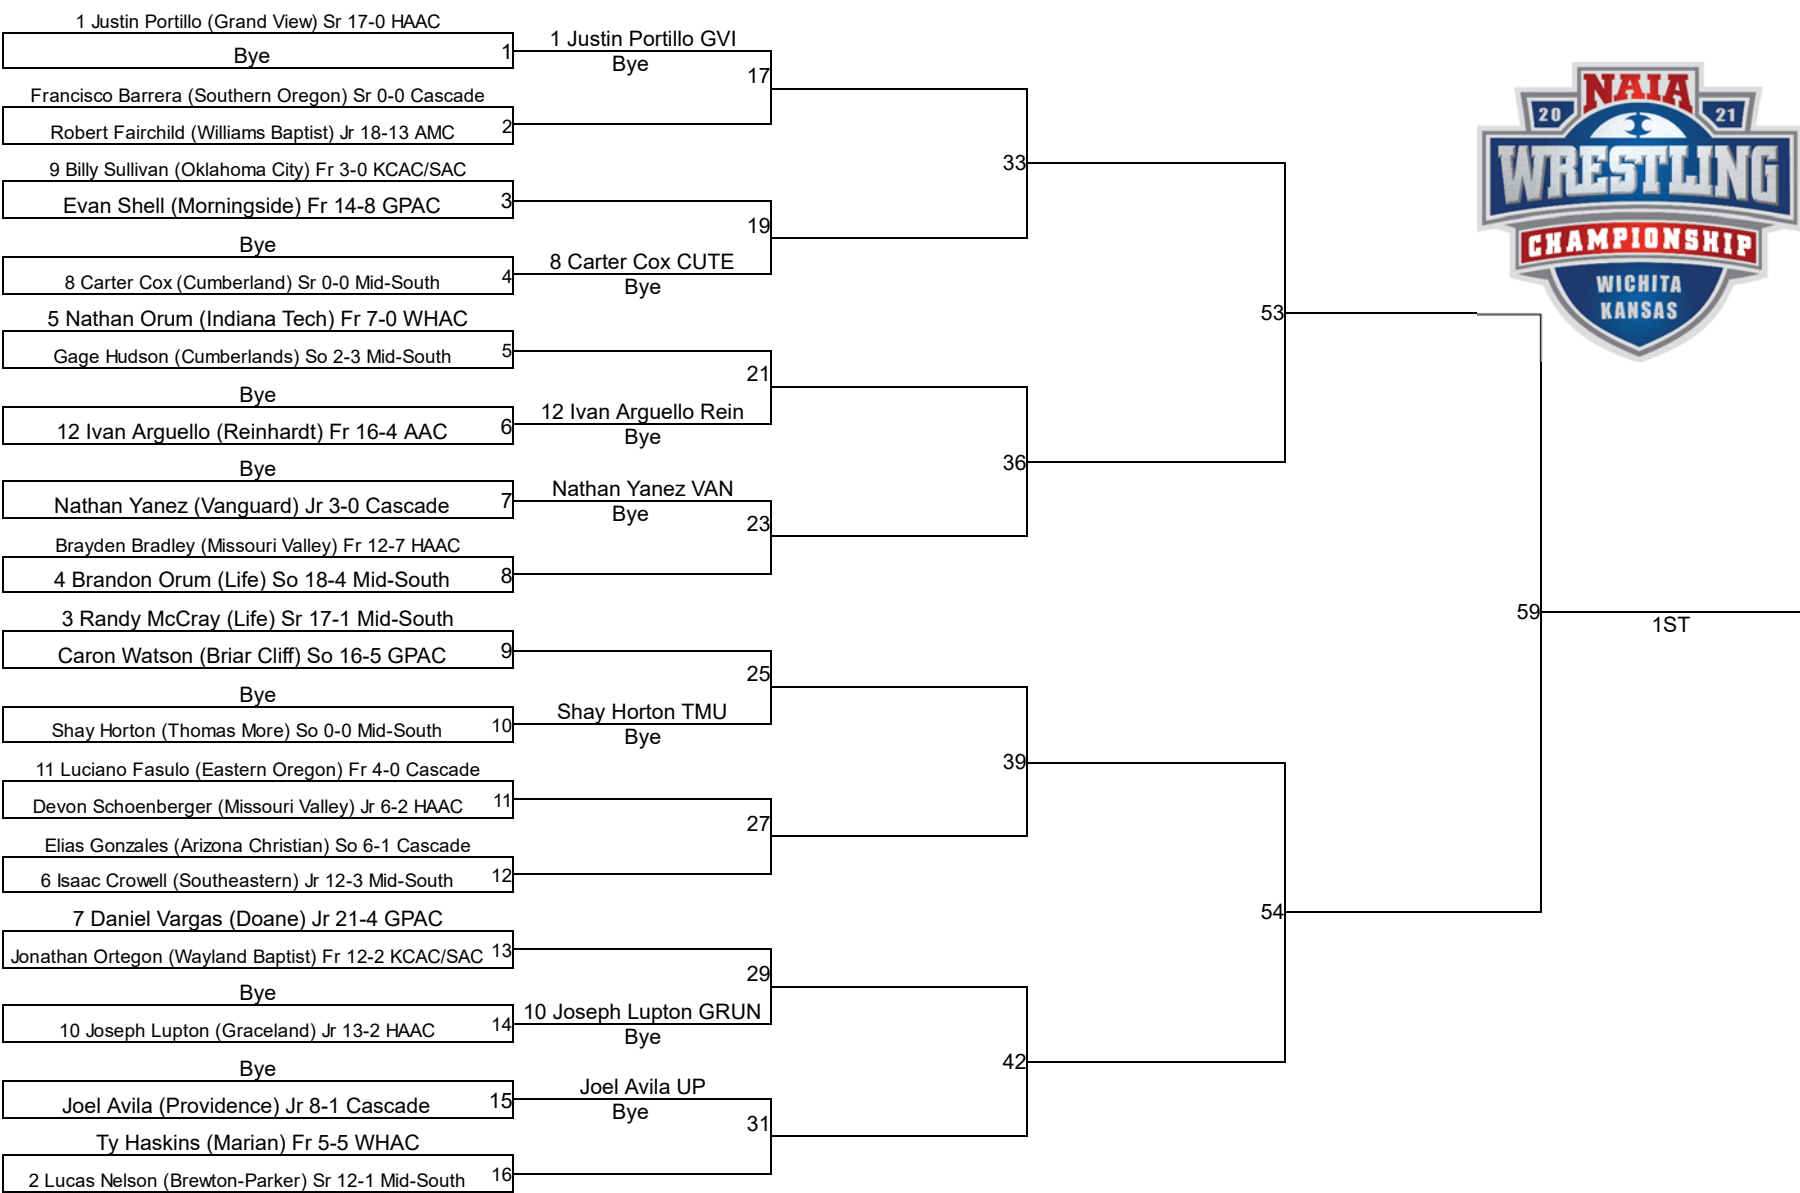 1 Justin Portillo (Grand View) Sr 17-0 HAAC
Bye
1
Francisco Barrera (Southern Oregon) Sr 0-0 Cascade
Robert Fairchild (Williams Baptist) Jr 18-13 AMC
2
9 Billy Sullivan (Oklahoma City) Fr 3-0 KCAC/SAC
Evan Shell (Morningside) Fr 14-8 GPAC
3
Bye
8 Carter Cox (Cumberland) Sr 0-0 Mid-South
4
5 Nathan Orum (Indiana Tech) Fr 7-0 WHAC
Gage Hudson (Cumberlands) So 2-3 Mid-South
5
Bye
12 Ivan Arguello (Reinhardt) Fr 16-4 AAC
6
Bye
Nathan Yanez (Vanguard) Jr 3-0 Cascade
7
Brayden Bradley (Missouri Valley) Fr 12-7 HAAC
4 Brandon Orum (Life) So 18-4 Mid-South
8
3 Randy McCray (Life) Sr 17-1 Mid-South
Caron Watson (Briar Cliff) So 16-5 GPAC
9
Bye
Shay Horton (Thomas More) So 0-0 Mid-South
10
11 Luciano Fasulo (Eastern Oregon) Fr 4-0 Cascade
Devon Schoenberger (Missouri Valley) Jr 6-2 HAAC
11
Elias Gonzales (Arizona Christian) So 6-1 Cascade
6 Isaac Crowell (Southeastern) Jr 12-3 Mid-South
12
7 Daniel Vargas (Doane) Jr 21-4 GPAC
Jonathan Ortegon (Wayland Baptist) Fr 12-2 KCAC/SAC
13
Bye
10 Joseph Lupton (Graceland) Jr 13-2 HAAC
14
Bye
Joel Avila (Providence) Jr 8-1 Cascade
15
Ty Haskins (Marian) Fr 5-5 WHAC
2 Lucas Nelson (Brewton-Parker) Sr 12-1 Mid-South
16
1 Justin Portillo GVI
Bye
17
8 Carter Cox CUTE
Bye
19
12 Ivan Arguello Rein
Bye
21
Nathan Yanez VAN
Bye
23
Shay Horton TMU
Bye
25
27
10 Joseph Lupton GRUN
Bye
29
Joel Avila UP
Bye
31
33
36
39
42
53
54
59
1ST
NAIA
20 21
WRESTLING
CHAMPIONSHIP
WICHITA
KANSAS